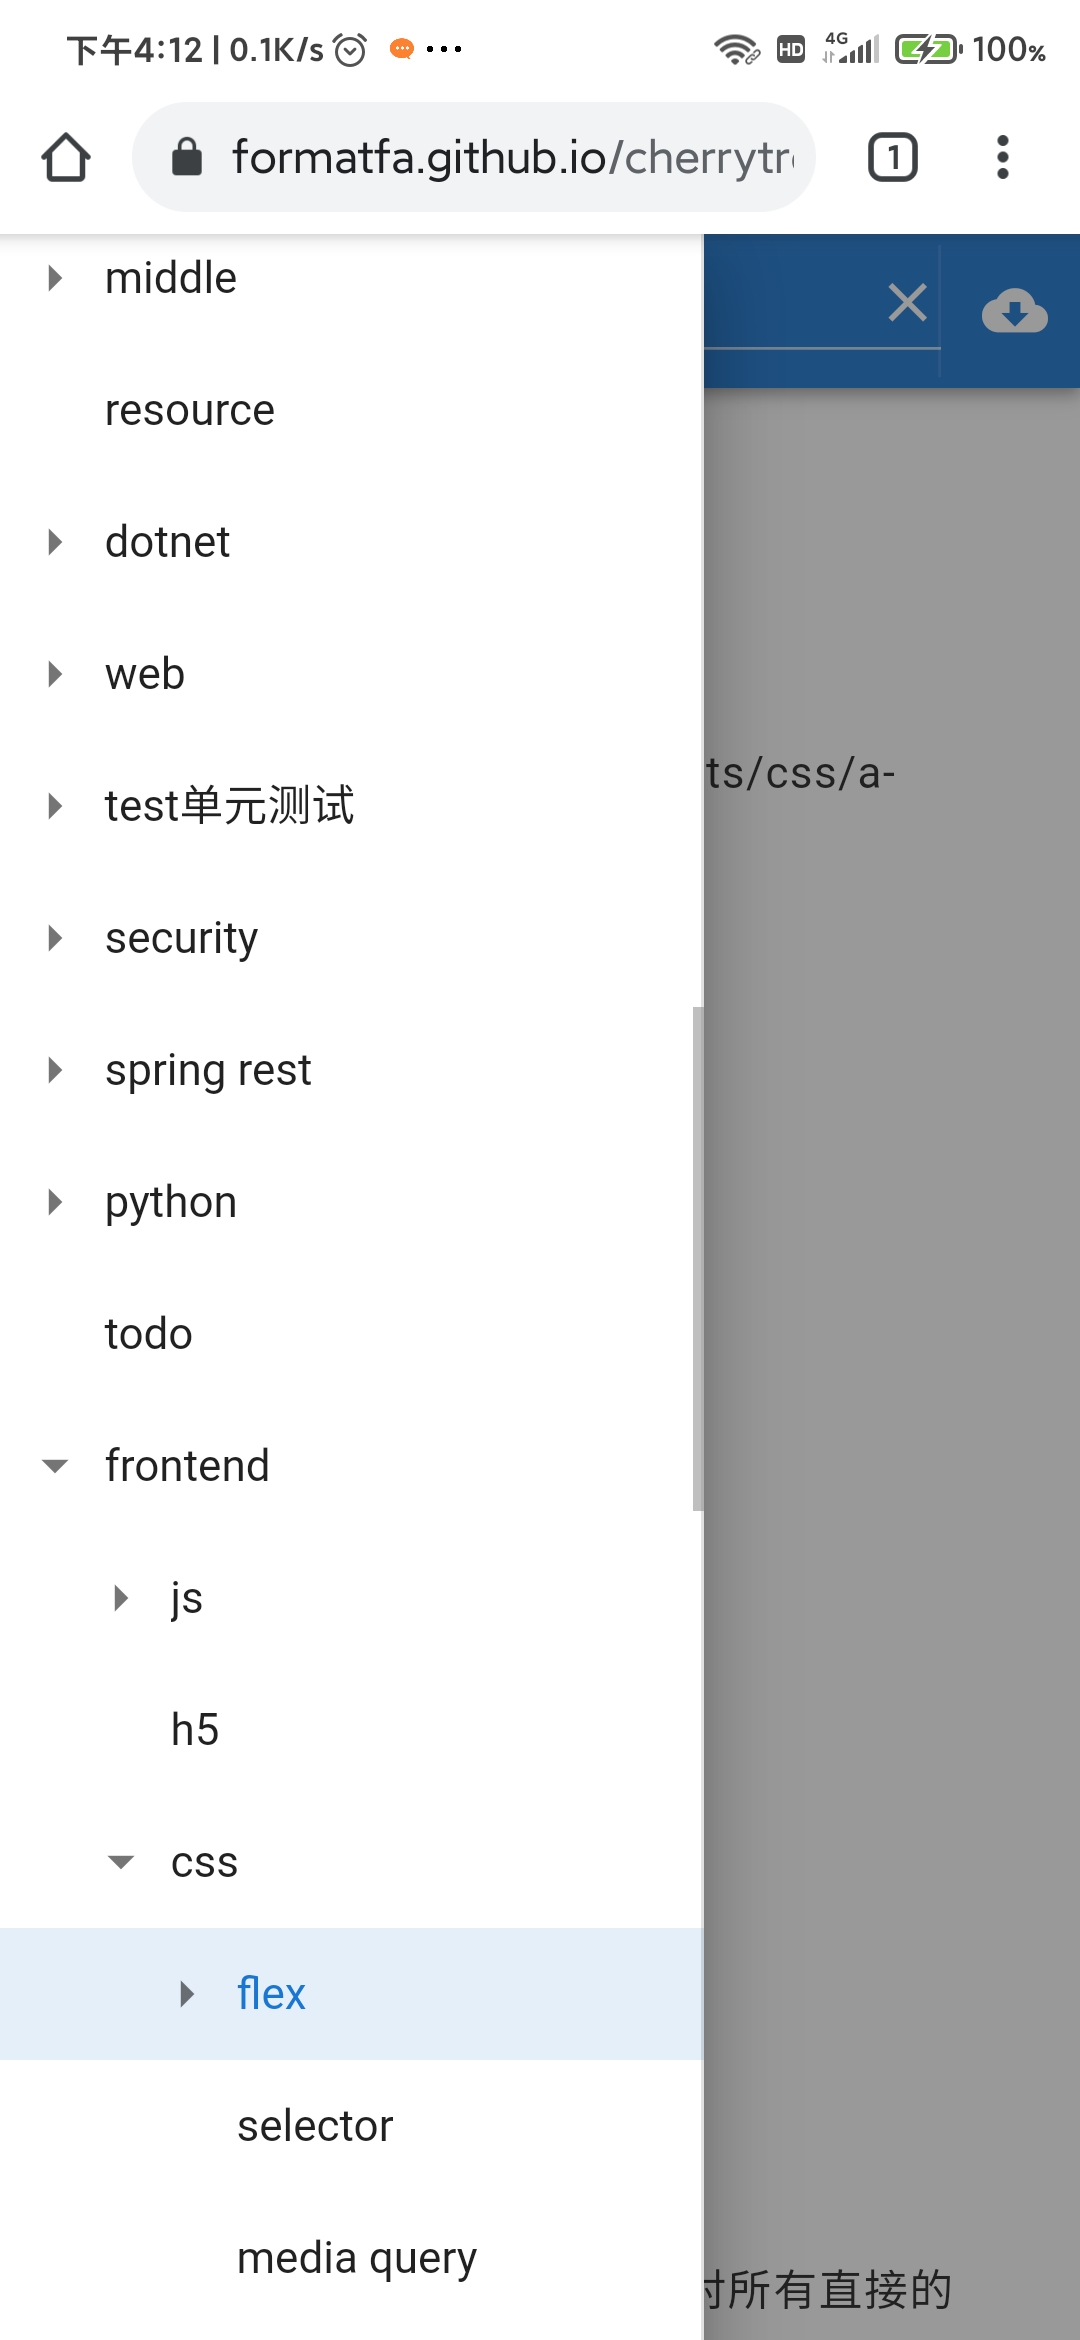 下午4:12 | 0.1K/s
HD 4G 100%
formatfa.github.io/cherrytr
1
middle
resource
dotnet
web
ts/css/a-
test单元测试
security
spring rest
python
todo
frontend
js
h5
css
flex
selector
media query
所有直接的